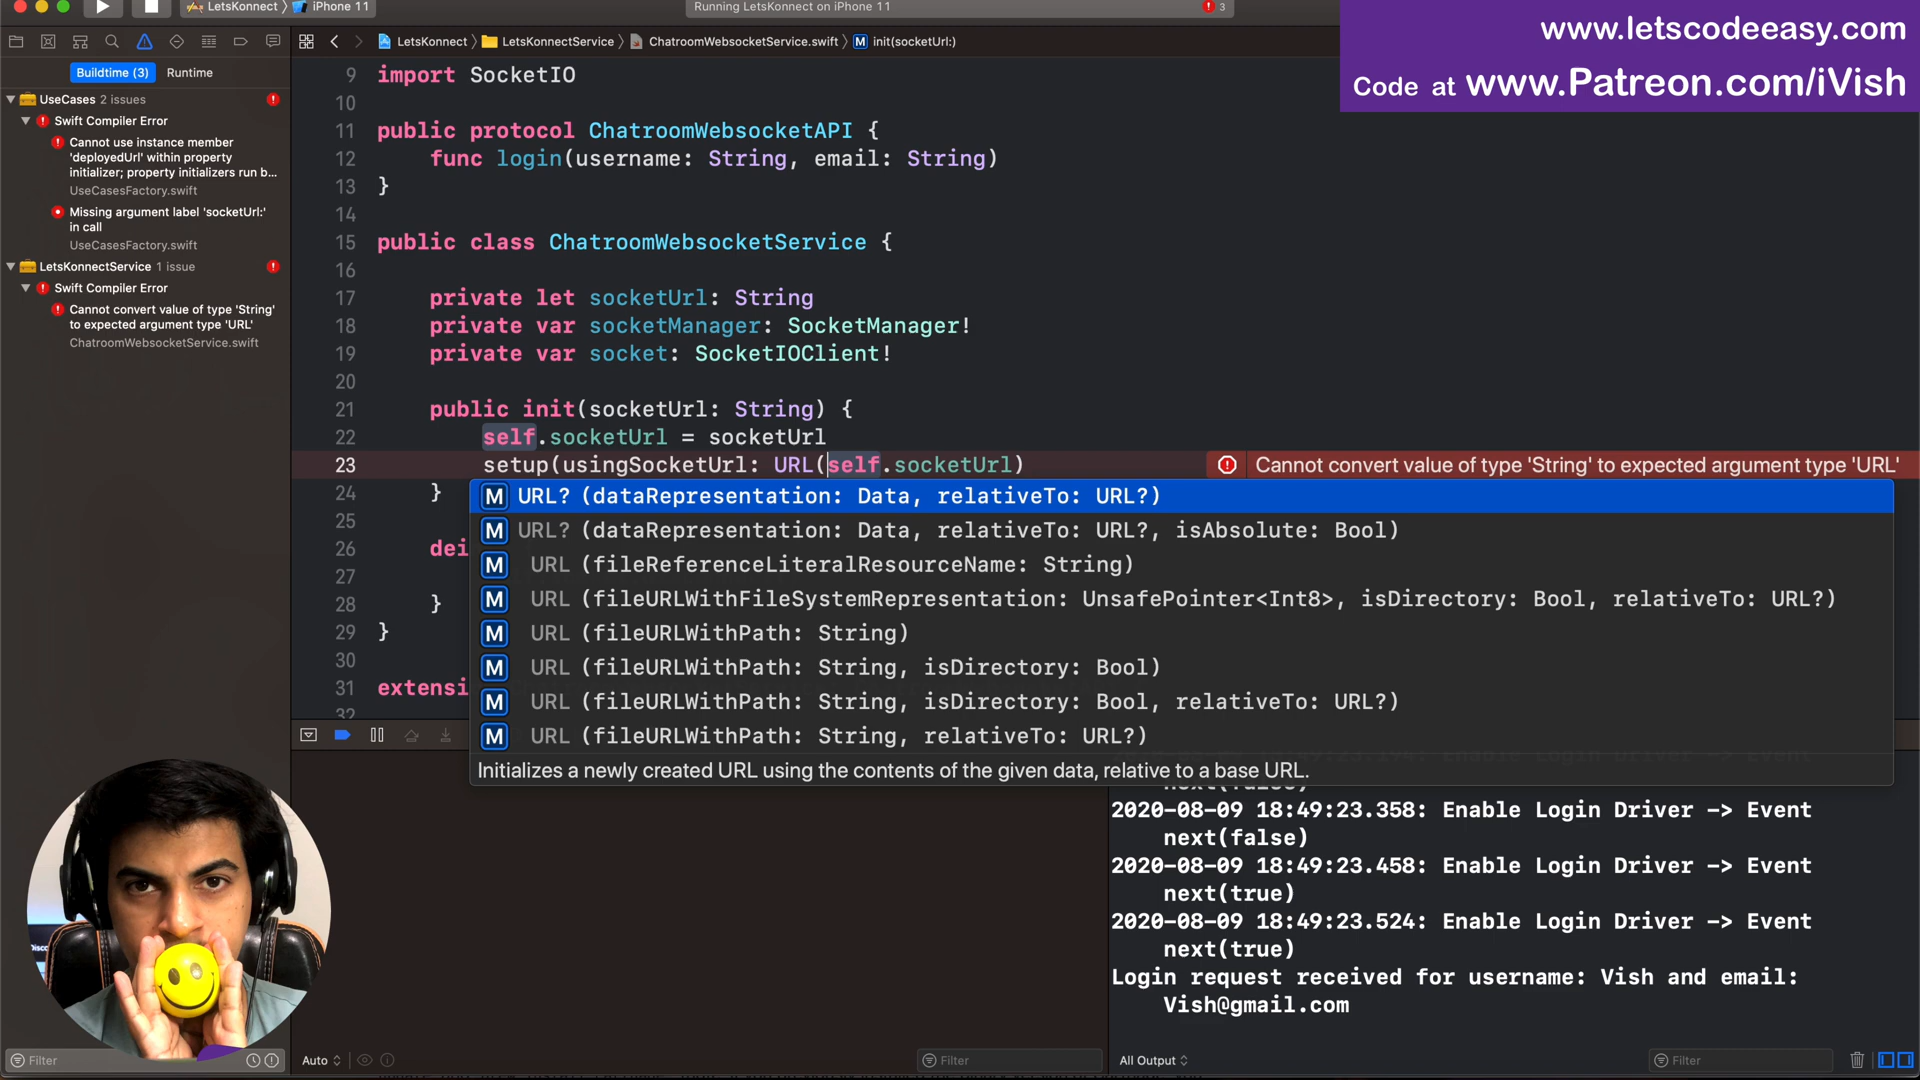 LetsKonnect
iPhone 11
Running LetsKonnect on iPhone 11
3
www.letscodeeasy.com
Code at www.Patreon.com/iVish
LetsKonnect
LetsKonnectService
ChatroomWebsocketService.swift
M init(socketUrl:)
Buildtime (3)
Runtime
UseCases 2 issues
Swift Compiler Error
Cannot use instance member
'deployedUrl' within property
initializer; property initializers run b...
UseCasesFactory.swift
Missing argument label 'socketUrl:'
in call
UseCasesFactory.swift
LetsKonnectService 1 issue
Swift Compiler Error
Cannot convert value of type 'String'
to expected argument type 'URL'
ChatroomWebsocketService.swift
9 import SocketIO
10
11 public protocol ChatroomWebsocketAPI {
12 func login(username: String, email: String)
13 }
14
15 public class ChatroomWebsocketService {
16
17 private let socketUrl: String
18 private var socketManager: SocketManager!
19 private var socket: SocketIOClient!
20
21 public init(socketUrl: String) {
22 self.socketUrl = socketUrl
23 setup(usingSocketUrl: URL(self.socketUrl) Cannot convert value of type 'String' to expected argument type 'URL'
24 }
25
26 dei
27
28 }
29 }
30
31 extensi
32
M URL? (dataRepresentation: Data, relativeTo: URL?)
M URL? (dataRepresentation: Data, relativeTo: URL?, isAbsolute: Bool)
M URL (fileReferenceLiteralResourceName: String)
M URL (fileURLWithFileSystemRepresentation: UnsafePointer<Int8>, isDirectory: Bool, relativeTo: URL?)
M URL (fileURLWithPath: String)
M URL (fileURLWithPath: String, isDirectory: Bool)
M URL (fileURLWithPath: String, isDirectory: Bool, relativeTo: URL?)
M URL (fileURLWithPath: String, relativeTo: URL?)
Initializes a newly created URL using the contents of the given data, relative to a base URL.
next(false)
2020-08-09 18:49:23.358: Enable Login Driver -> Event
next(false)
2020-08-09 18:49:23.458: Enable Login Driver -> Event
next(true)
2020-08-09 18:49:23.524: Enable Login Driver -> Event
next(true)
Login request received for username: Vish and email:
Vish@gmail.com
Filter
Auto
Filter
All Output
Filter